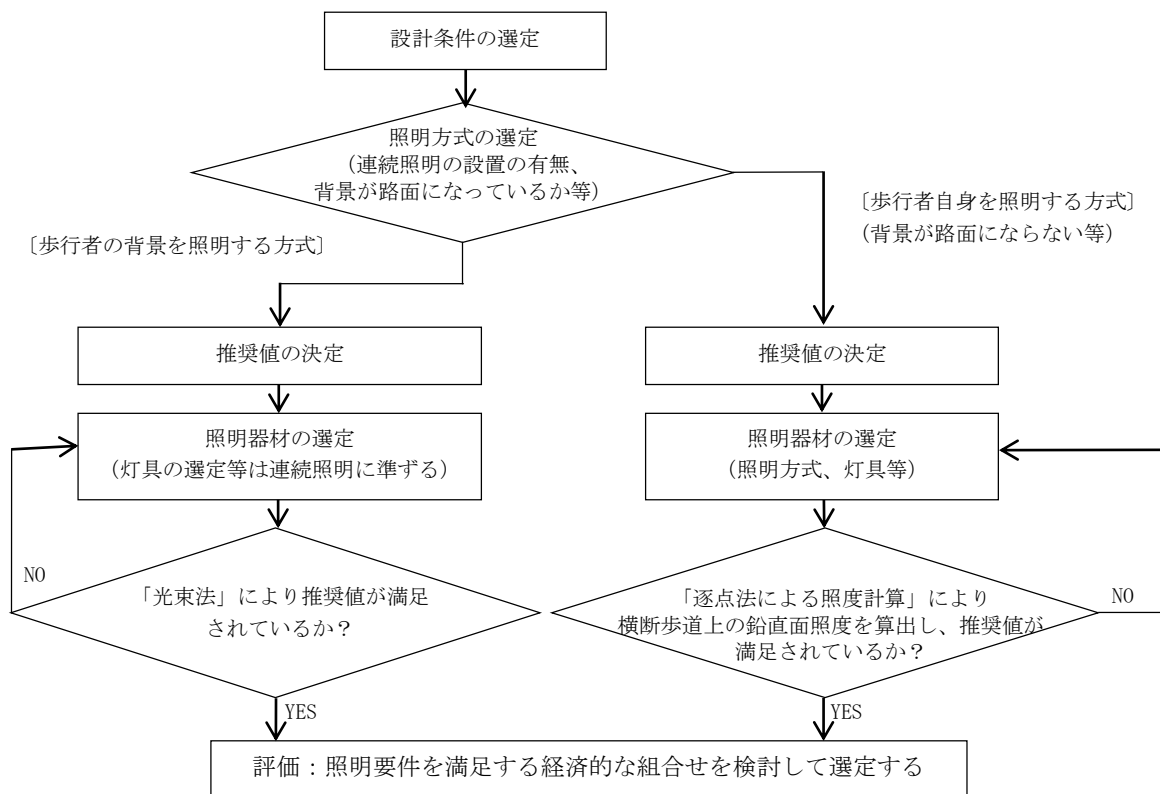 設計条件の選定
照明方式の選定
（連続照明の設置の有無、
背景が路面になっているか等）
〔歩行者の背景を照明する方式〕
〔歩行者自身を照明する方式〕
（背景が路面にならない等）
推奨値の決定
推奨値の決定
照明器材の選定
（灯具の選定等は連続照明に準ずる）
照明器材の選定
（照明方式、灯具等）
NO
「光束法」により推奨値が満足
されているか？
「逐点法による照度計算」により
横断歩道上の鉛直面照度を算出し、推奨値が
満足されているか？
NO
YES
YES
評価：照明要件を満足する経済的な組合せを検討して選定する